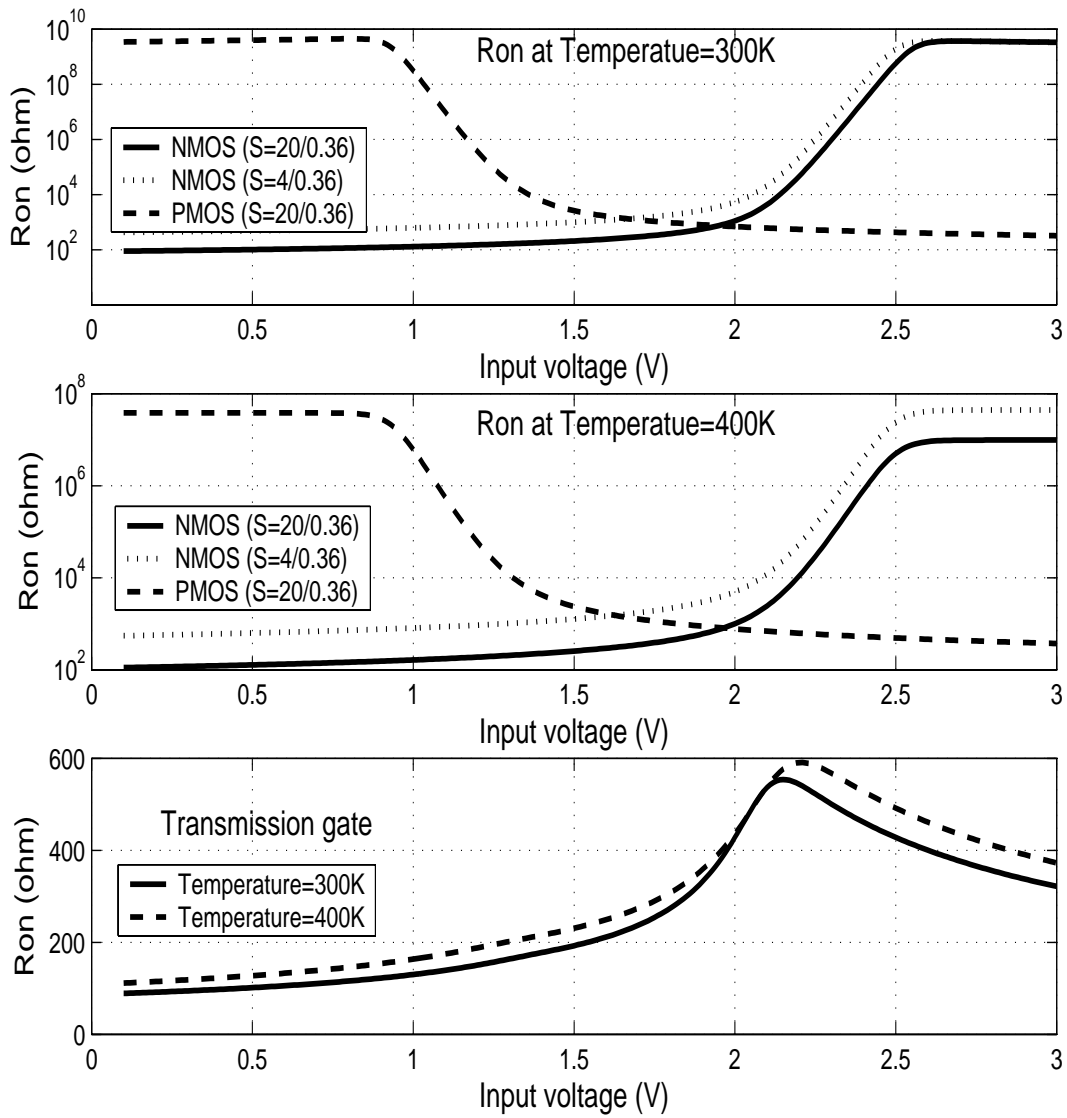 10^10
Ron at Temperatue=300K
10^8
10^6
NMOS (S=20/0.36)
NMOS (S=4/0.36)
PMOS (S=20/0.36)
10^4
10^2
Ron (ohm)
0 0.5 1 1.5 2 2.5 3
Input voltage (V)
10^8
Ron at Temperatue=400K
10^6
NMOS (S=20/0.36)
NMOS (S=4/0.36)
PMOS (S=20/0.36)
10^4
10^2
Ron (ohm)
0 0.5 1 1.5 2 2.5 3
Input voltage (V)
600
Transmission gate
400
Temperature=300K
Temperature=400K
200
0
Ron (ohm)
0 0.5 1 1.5 2 2.5 3
Input voltage (V)